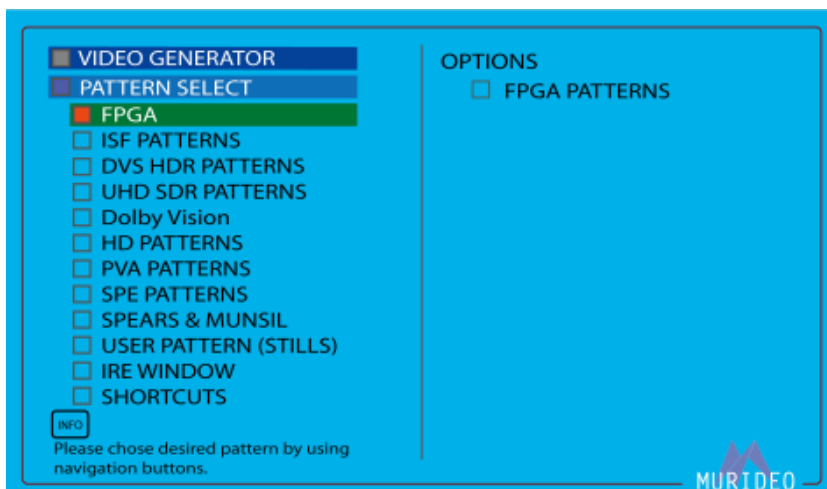 VIDEO GENERATOR
PATTERN SELECT
FPGA
ISF PATTERNS
DVS HDR PATTERNS
UHD SDR PATTERNS
Dolby Vision
HD PATTERNS
PVA PATTERNS
SPE PATTERNS
SPEARS & MUNSIL
USER PATTERN (STILLS)
IRE WINDOW
SHORTCUTS
INFO
Please chose desired pattern by using
navigation buttons.
OPTIONS
FPGA PATTERNS
MURIDEO